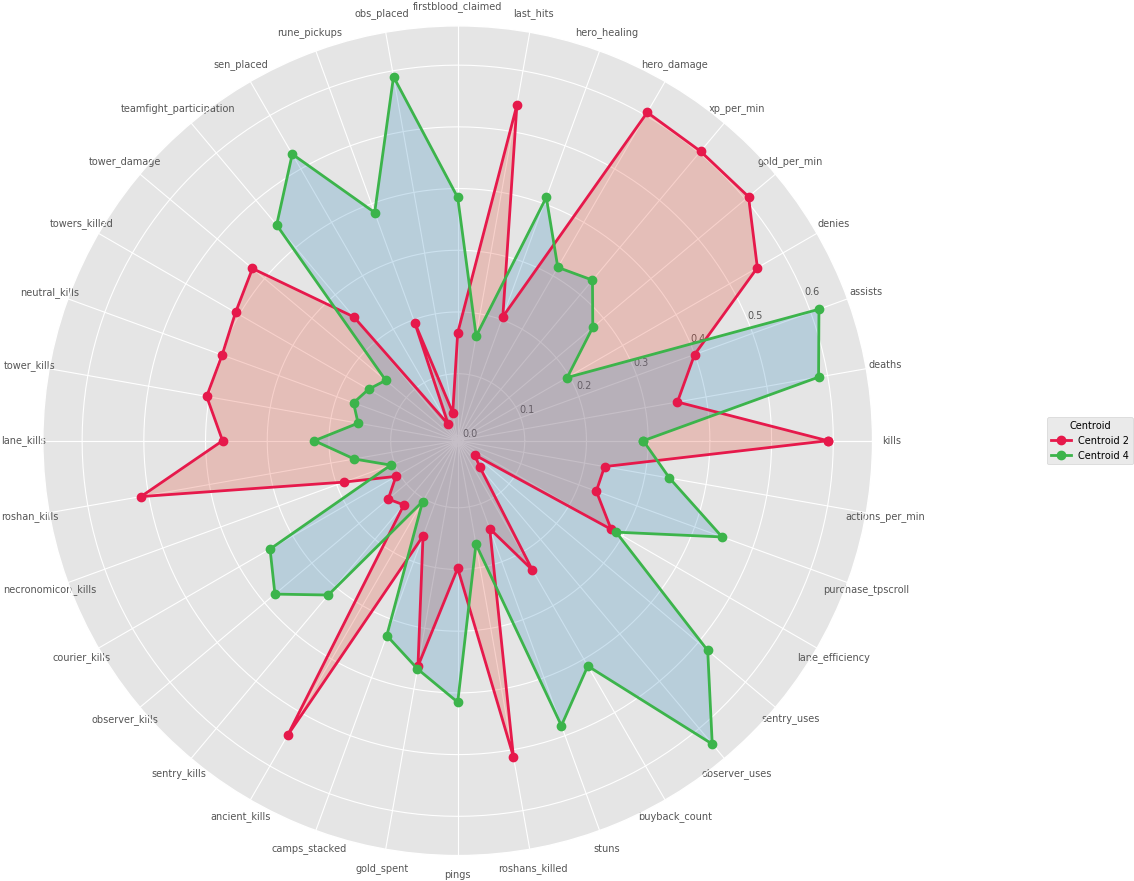 firstblood_claimed
obs_placed
last_hits
rune_pickups
hero_healing
sen_placed
hero_damage
teamfight_participation
xp_per_min
tower_damage
gold_per_min
towers_killed
denies
neutral_kills
assists
0.6
0.5
0.4
tower_kills
0.3
deaths
0.2
0.1
0.0
lane_kills
kills
Centroid
Centroid 2
Centroid 4
roshan_kills
actions_per_min
necronomicon_kills
purchase_tpscroll
courier_kills
lane_efficiency
observer_kills
sentry_uses
sentry_kills
observer_uses
ancient_kills
buyback_count
camps_stacked
stuns
gold_spent
roshans_killed
pings